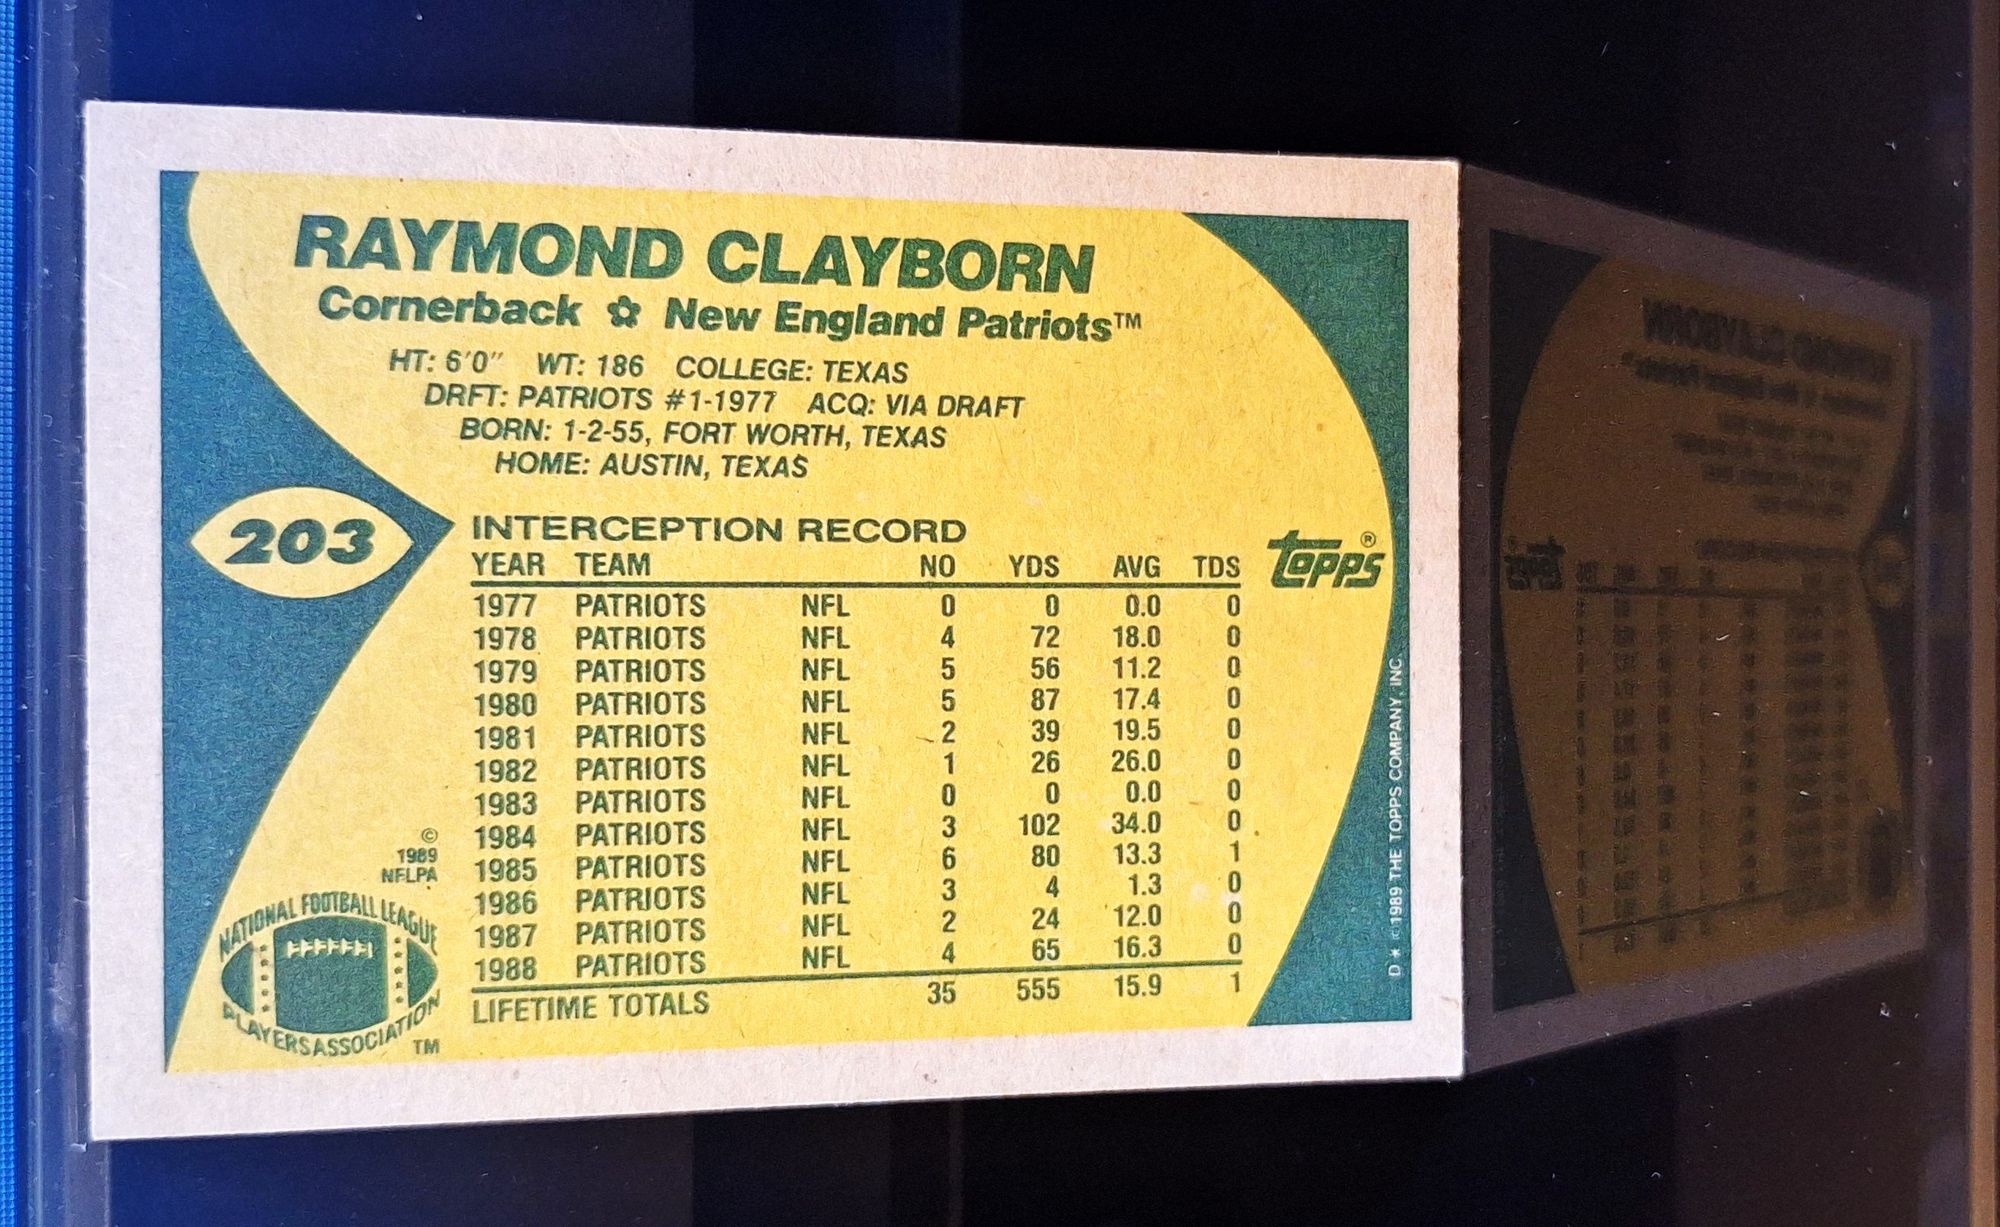 RAYMOND CLAYBORN
Cornerback ✿ New England Patriots™
HT: 6'0" WT: 186 COLLEGE: TEXAS
DRFT: PATRIOTS #1-1977 ACQ: VIA DRAFT
BORN: 1-2-55, FORT WORTH, TEXAS
HOME: AUSTIN, TEXAS
203
INTERCEPTION RECORD
YEAR TEAM NO YDS AVG TDS
1977 PATRIOTS NFL 0 0 0.0 0
1978 PATRIOTS NFL 4 72 18.0 0
1979 PATRIOTS NFL 5 56 11.2 0
1980 PATRIOTS NFL 5 87 17.4 0
1981 PATRIOTS NFL 2 39 19.5 0
1982 PATRIOTS NFL 1 26 26.0 0
1983 PATRIOTS NFL 0 0 0.0 0
1984 PATRIOTS NFL 3 102 34.0 0
1985 PATRIOTS NFL 6 80 13.3 1
1986 PATRIOTS NFL 3 4 1.3 0
1987 PATRIOTS NFL 2 24 12.0 0
1988 PATRIOTS NFL 4 65 16.3 0
LIFETIME TOTALS 35 555 15.9 1
topps®
©
1989
NFLPA
NATIONAL FOOTBALL LEAGUE
PLAYERS ASSOCIATION
TM
D * © 1989 THE TOPPS COMPANY, INC.